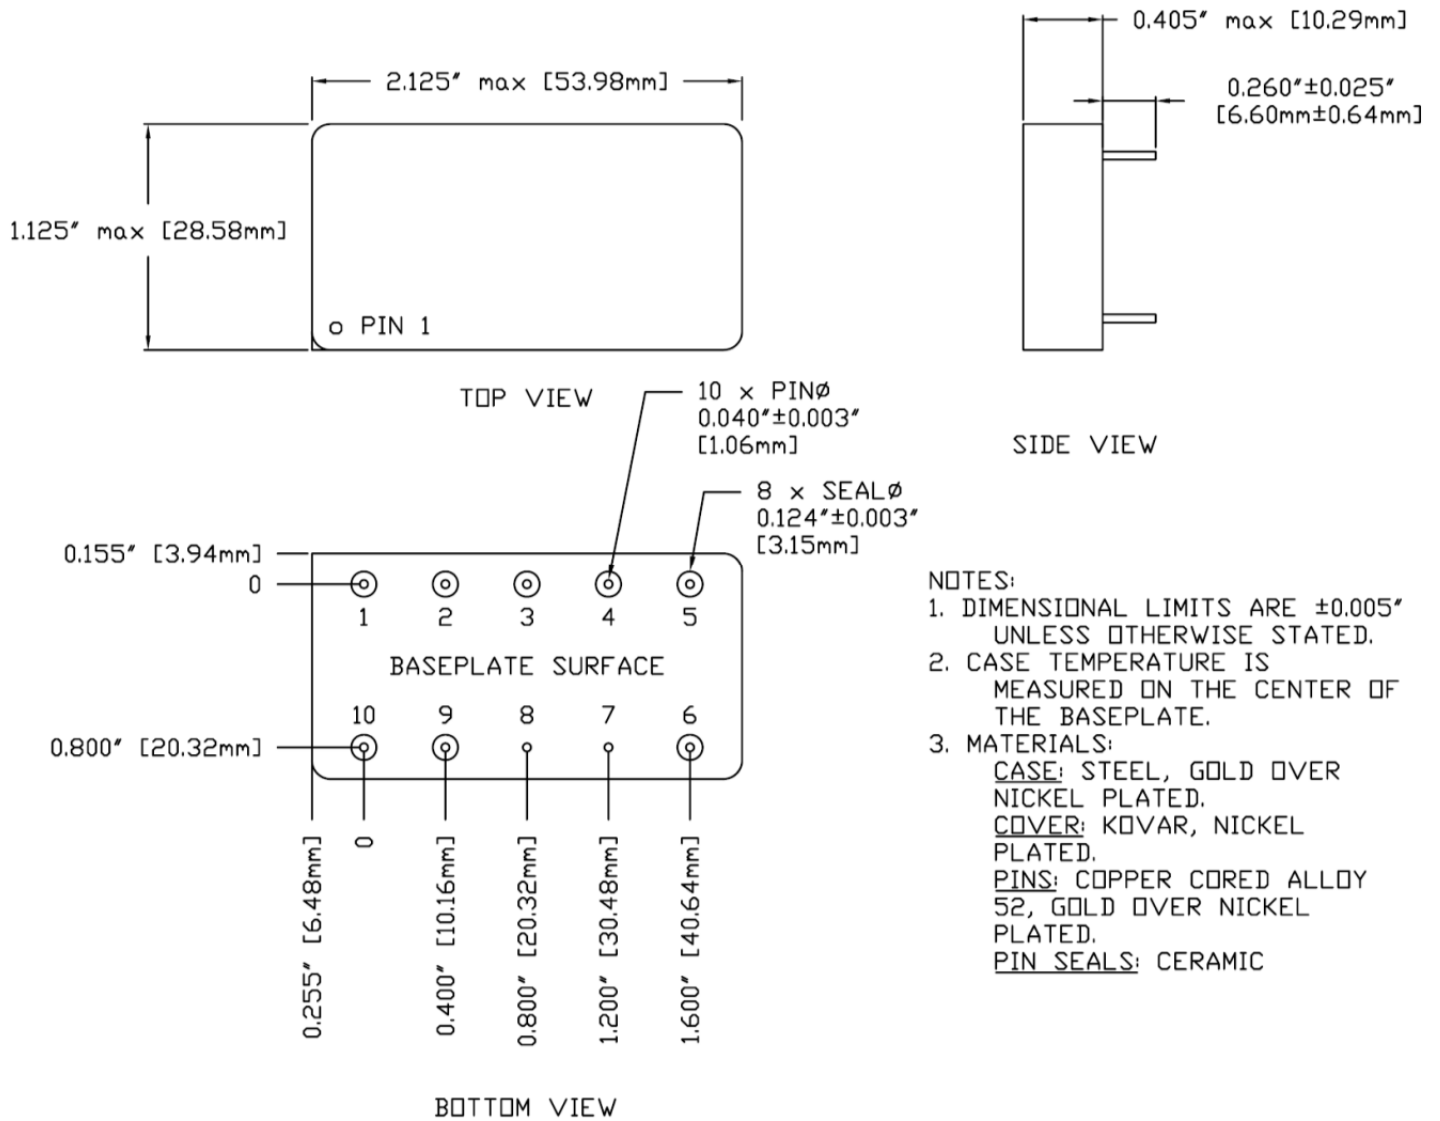 0.405″ max [10.29mm]
2.125″ max [53.98mm]
0.260″±0.025″
[6.60mm±0.64mm]
1.125″ max [28.58mm]
PIN 1
TOP VIEW
10 x PINØ
0.040″±0.003″
[1.06mm]
SIDE VIEW
8 x SEALØ
0.124″±0.003″
[3.15mm]
0.155″ [3.94mm]
0
1 2 3 4 5
BASEPLATE SURFACE
10 9 8 7 6
0.800″ [20.32mm]
0.255″ [6.48mm]
0
0.400″ [10.16mm]
0.800″ [20.32mm]
1.200″ [30.48mm]
1.600″ [40.64mm]
BOTTOM VIEW
NOTES:
1. DIMENSIONAL LIMITS ARE ±0.005″
UNLESS OTHERWISE STATED.
2. CASE TEMPERATURE IS
MEASURED ON THE CENTER OF
THE BASEPLATE.
3. MATERIALS:
CASE: STEEL, GOLD OVER
NICKEL PLATED.
COVER: KOVAR, NICKEL
PLATED.
PINS: COPPER CORED ALLOY
52, GOLD OVER NICKEL
PLATED.
PIN SEALS: CERAMIC